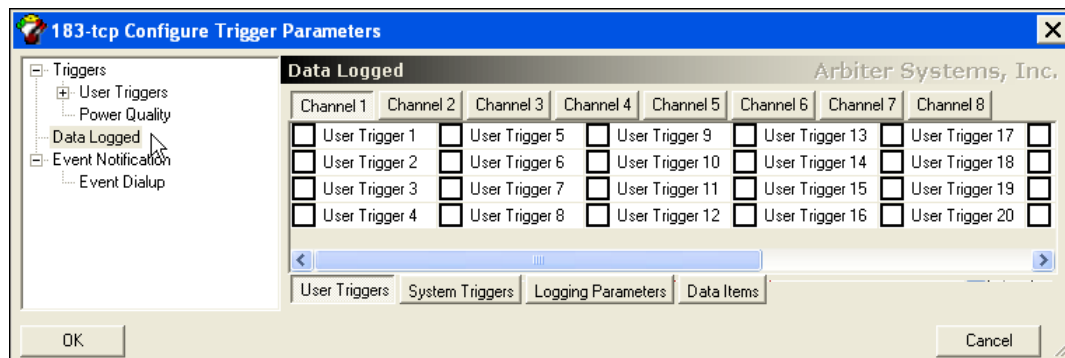 183-tcp Configure Trigger Parameters
Triggers
User Triggers
Power Quality
Data Logged
Event Notification
Event Dialup
Data Logged Arbiter Systems, Inc.
Channel 1 Channel 2 Channel 3 Channel 4 Channel 5 Channel 6 Channel 7 Channel 8
User Trigger 1 User Trigger 5 User Trigger 9 User Trigger 13 User Trigger 17
User Trigger 2 User Trigger 6 User Trigger 10 User Trigger 14 User Trigger 18
User Trigger 3 User Trigger 7 User Trigger 11 User Trigger 15 User Trigger 19
User Trigger 4 User Trigger 8 User Trigger 12 User Trigger 16 User Trigger 20
User Triggers System Triggers Logging Parameters Data Items
OK Cancel